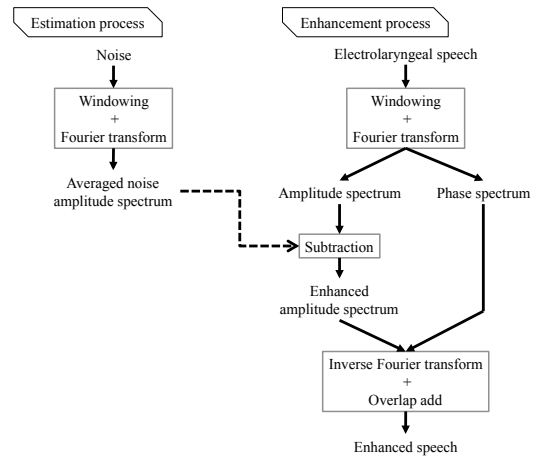 Estimation process
Noise
Windowing
+
Fourier transform
Averaged noise
amplitude spectrum
Enhancement process
Electrolaryngeal speech
Windowing
+
Fourier transform
Amplitude spectrum
Phase spectrum
Subtraction
Enhanced
amplitude spectrum
Inverse Fourier transform
+
Overlap add
Enhanced speech